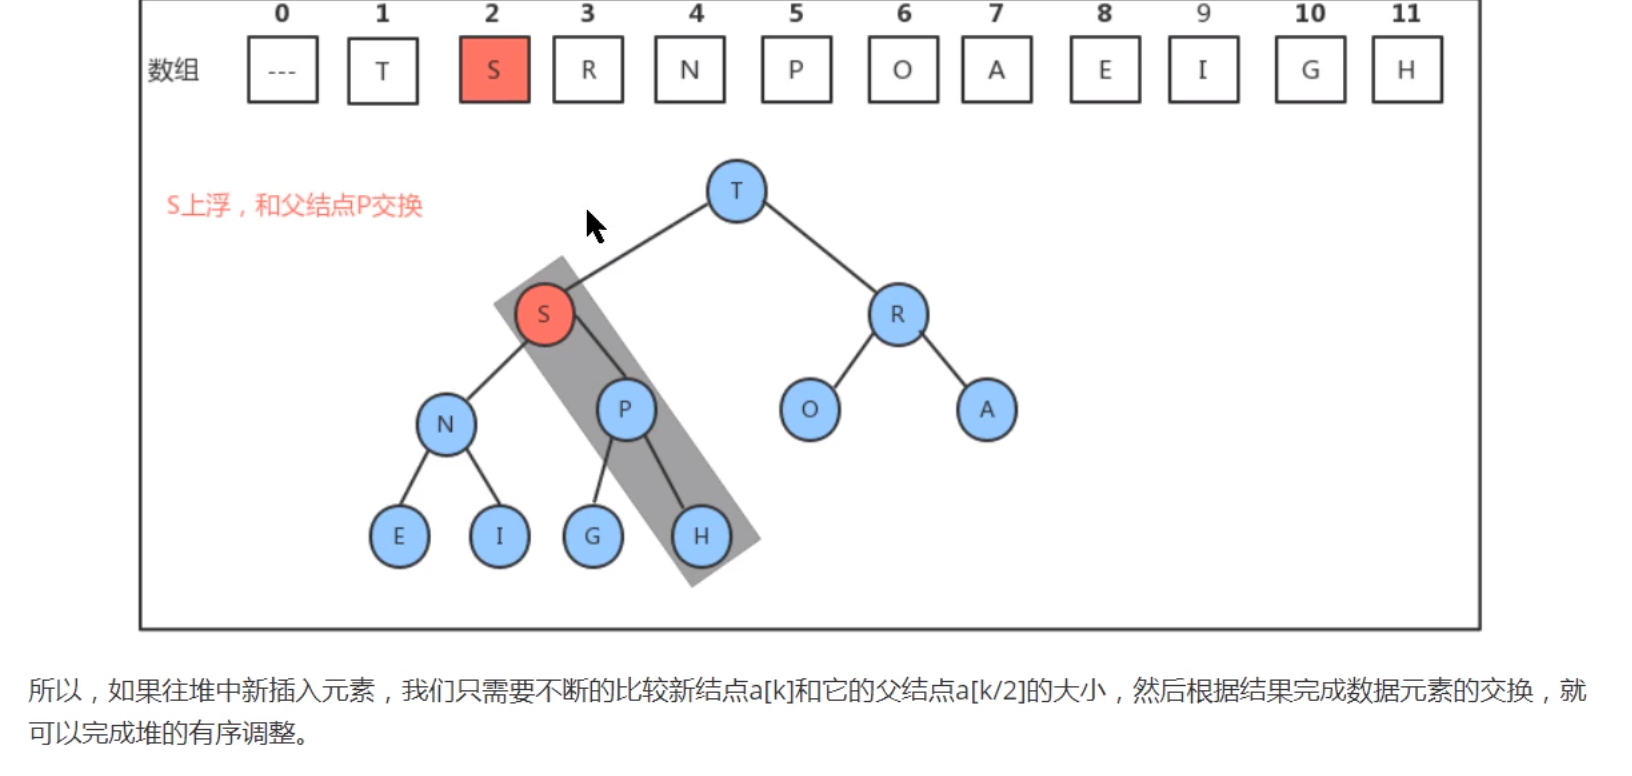 0 1 2 3 4 5 6 7 8 9 10 11
数组 --- T S R N P O A E I G H
T
S上浮，和父结点P交换
S R
N P O A
E I G H
所以，如果往堆中新插入元素，我们只需要不断的比较新结点a[k]和它的父结点a[k/2]的大小，然后根据结果完成数据元素的交换，就
可以完成堆的有序调整。